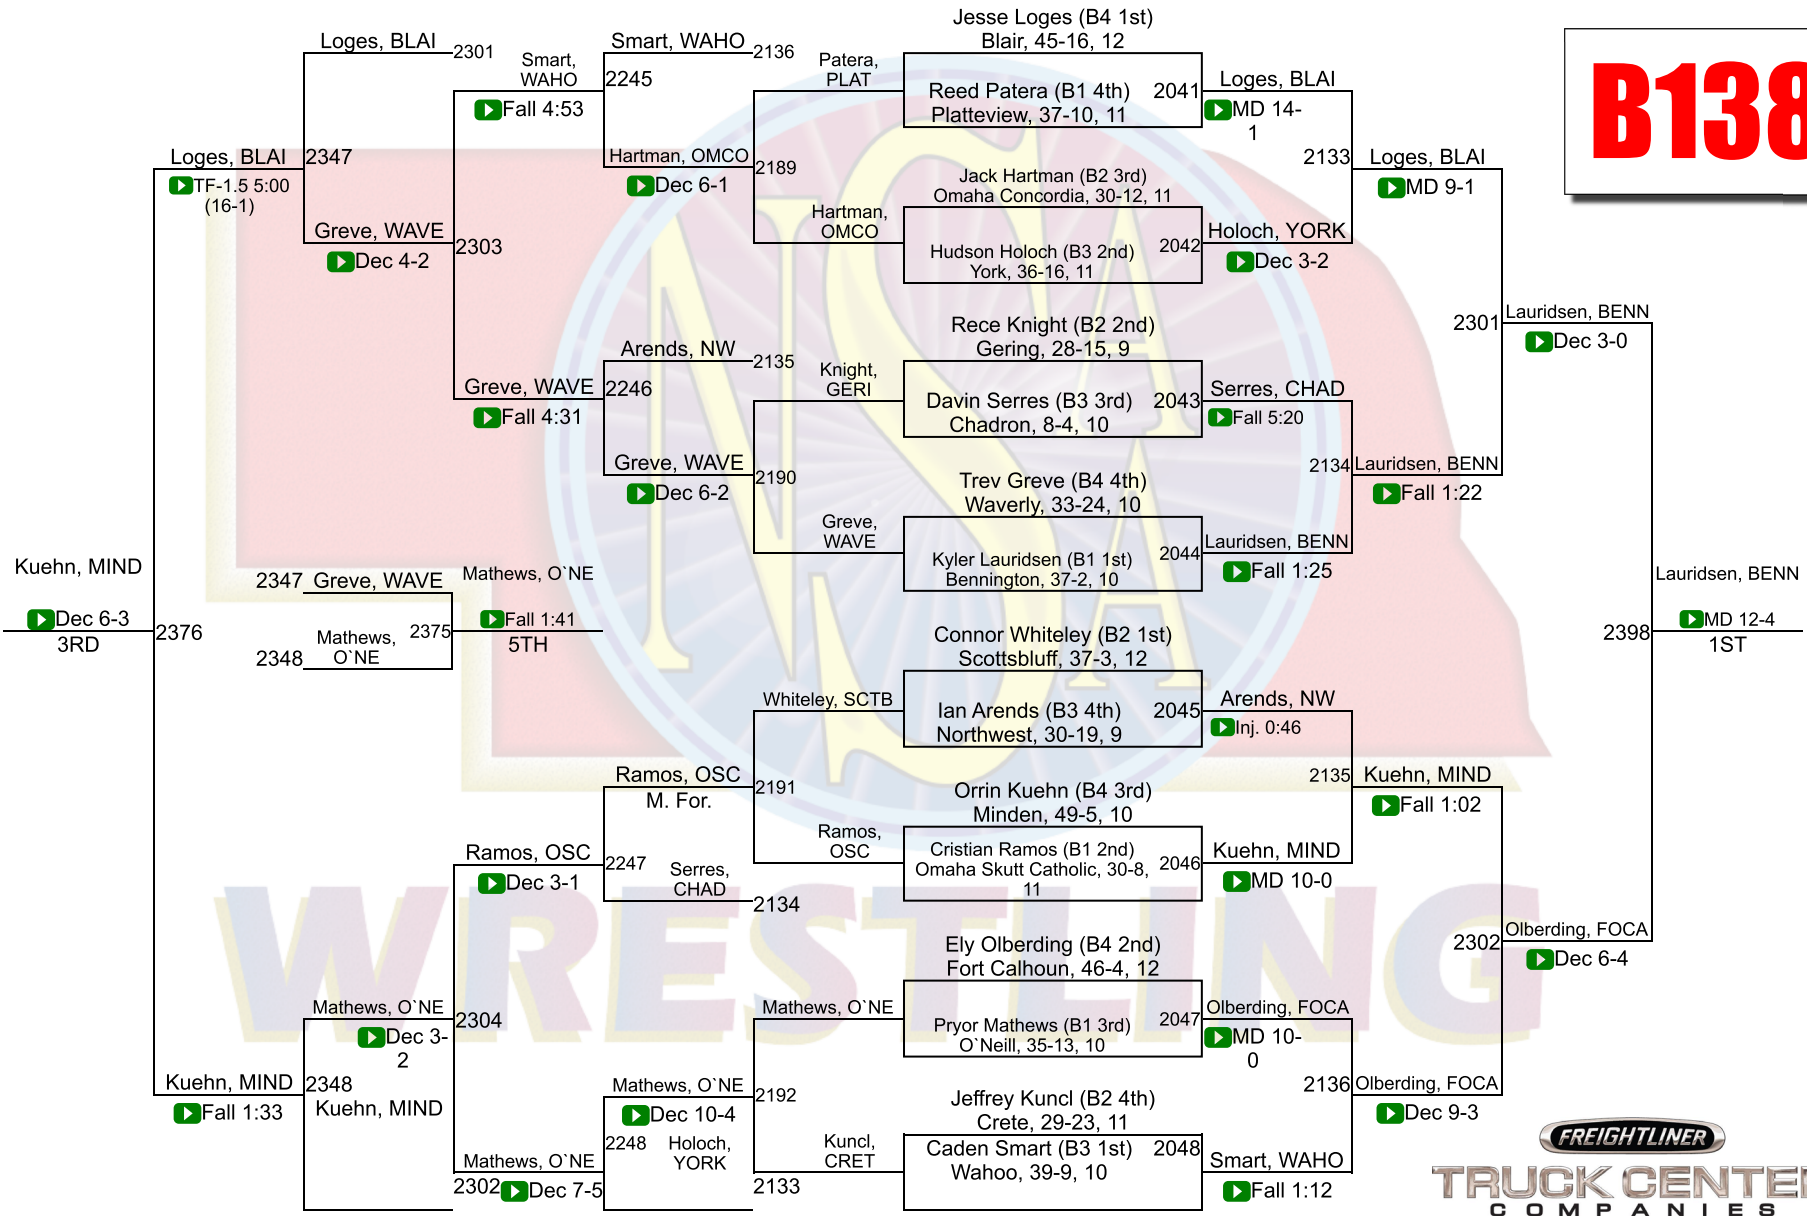 Jesse Loges (B4 1st)
Blair, 45-16, 12
Reed Patera (B1 4th)
Platteview, 37-10, 11
2041
Jack Hartman (B2 3rd)
Omaha Concordia, 30-12, 11
Hudson Holoch (B3 2nd)
York, 36-16, 11
2042
Rece Knight (B2 2nd)
Gering, 28-15, 9
Davin Serres (B3 3rd)
Chadron, 8-4, 10
2043
Trev Greve (B4 4th)
Waverly, 33-24, 10
Kyler Lauridsen (B1 1st)
Bennington, 37-2, 10
2044
Connor Whiteley (B2 1st)
Scottsbluff, 37-3, 12
Ian Arends (B3 4th)
Northwest, 30-19, 9
2045
Orrin Kuehn (B4 3rd)
Minden, 49-5, 10
Cristian Ramos (B1 2nd)
Omaha Skutt Catholic, 30-8,
11
2046
Ely Olberding (B4 2nd)
Fort Calhoun, 46-4, 12
Pryor Mathews (B1 3rd)
O`Neill, 35-13, 10
2047
Jeffrey Kuncl (B2 4th)
Crete, 29-23, 11
Caden Smart (B3 1st)
Wahoo, 39-9, 10
2048
Loges, BLAI
MD 14-
1
2133
Holoch, YORK
Dec 3-2
Serres, CHAD
Fall 5:20
2134
Lauridsen, BENN
Fall 1:25
Arends, NW
Inj. 0:46
2135
Kuehn, MIND
MD 10-0
Olberding, FOCA
MD 10-
0
2136
Smart, WAHO
Fall 1:12
Loges, BLAI
MD 9-1
2301
Lauridsen, BENN
Fall 1:22
Kuehn, MIND
Fall 1:02
2302
Olberding, FOCA
Dec 9-3
Lauridsen, BENN
Dec 3-0
2398
Olberding, FOCA
Dec 6-4
Lauridsen, BENN
MD 12-4
1ST
Patera,
PLAT
2189
Hartman,
OMCO
Knight,
GERI
2190
Greve,
WAVE
Whiteley, SCTB
2191
Ramos,
OSC
Mathews, O`NE
2192
Kuncl,
CRET
Smart, WAHO
2136
2245
Hartman, OMCO
Dec 6-1
Arends, NW
2135
2246
Greve, WAVE
Dec 6-2
Ramos, OSC
M. For.
2247
Serres,
CHAD
2134
Mathews, O`NE
Dec 10-4
2248
Holoch,
YORK
2133
Smart,
WAHO
Fall 4:53
2303
Greve, WAVE
Fall 4:31
Ramos, OSC
Dec 3-1
2304
Mathews, O`NE
Dec 7-5
Loges, BLAI
2301
2347
Greve, WAVE
Dec 4-2
Mathews, O`NE
Dec 3-
2
2348
Kuehn, MIND
2302
Loges, BLAI
TF-1.5 5:00
(16-1)
2376
Kuehn, MIND
Fall 1:33
Kuehn, MIND
Dec 6-3
3RD
2347
Greve, WAVE
2375
2348
Mathews,
O`NE
Mathews, O`NE
Fall 1:41
5TH
B138
NSAA
WRESTLING
FREIGHTLINER
TRUCK CENTER
COMPANIES